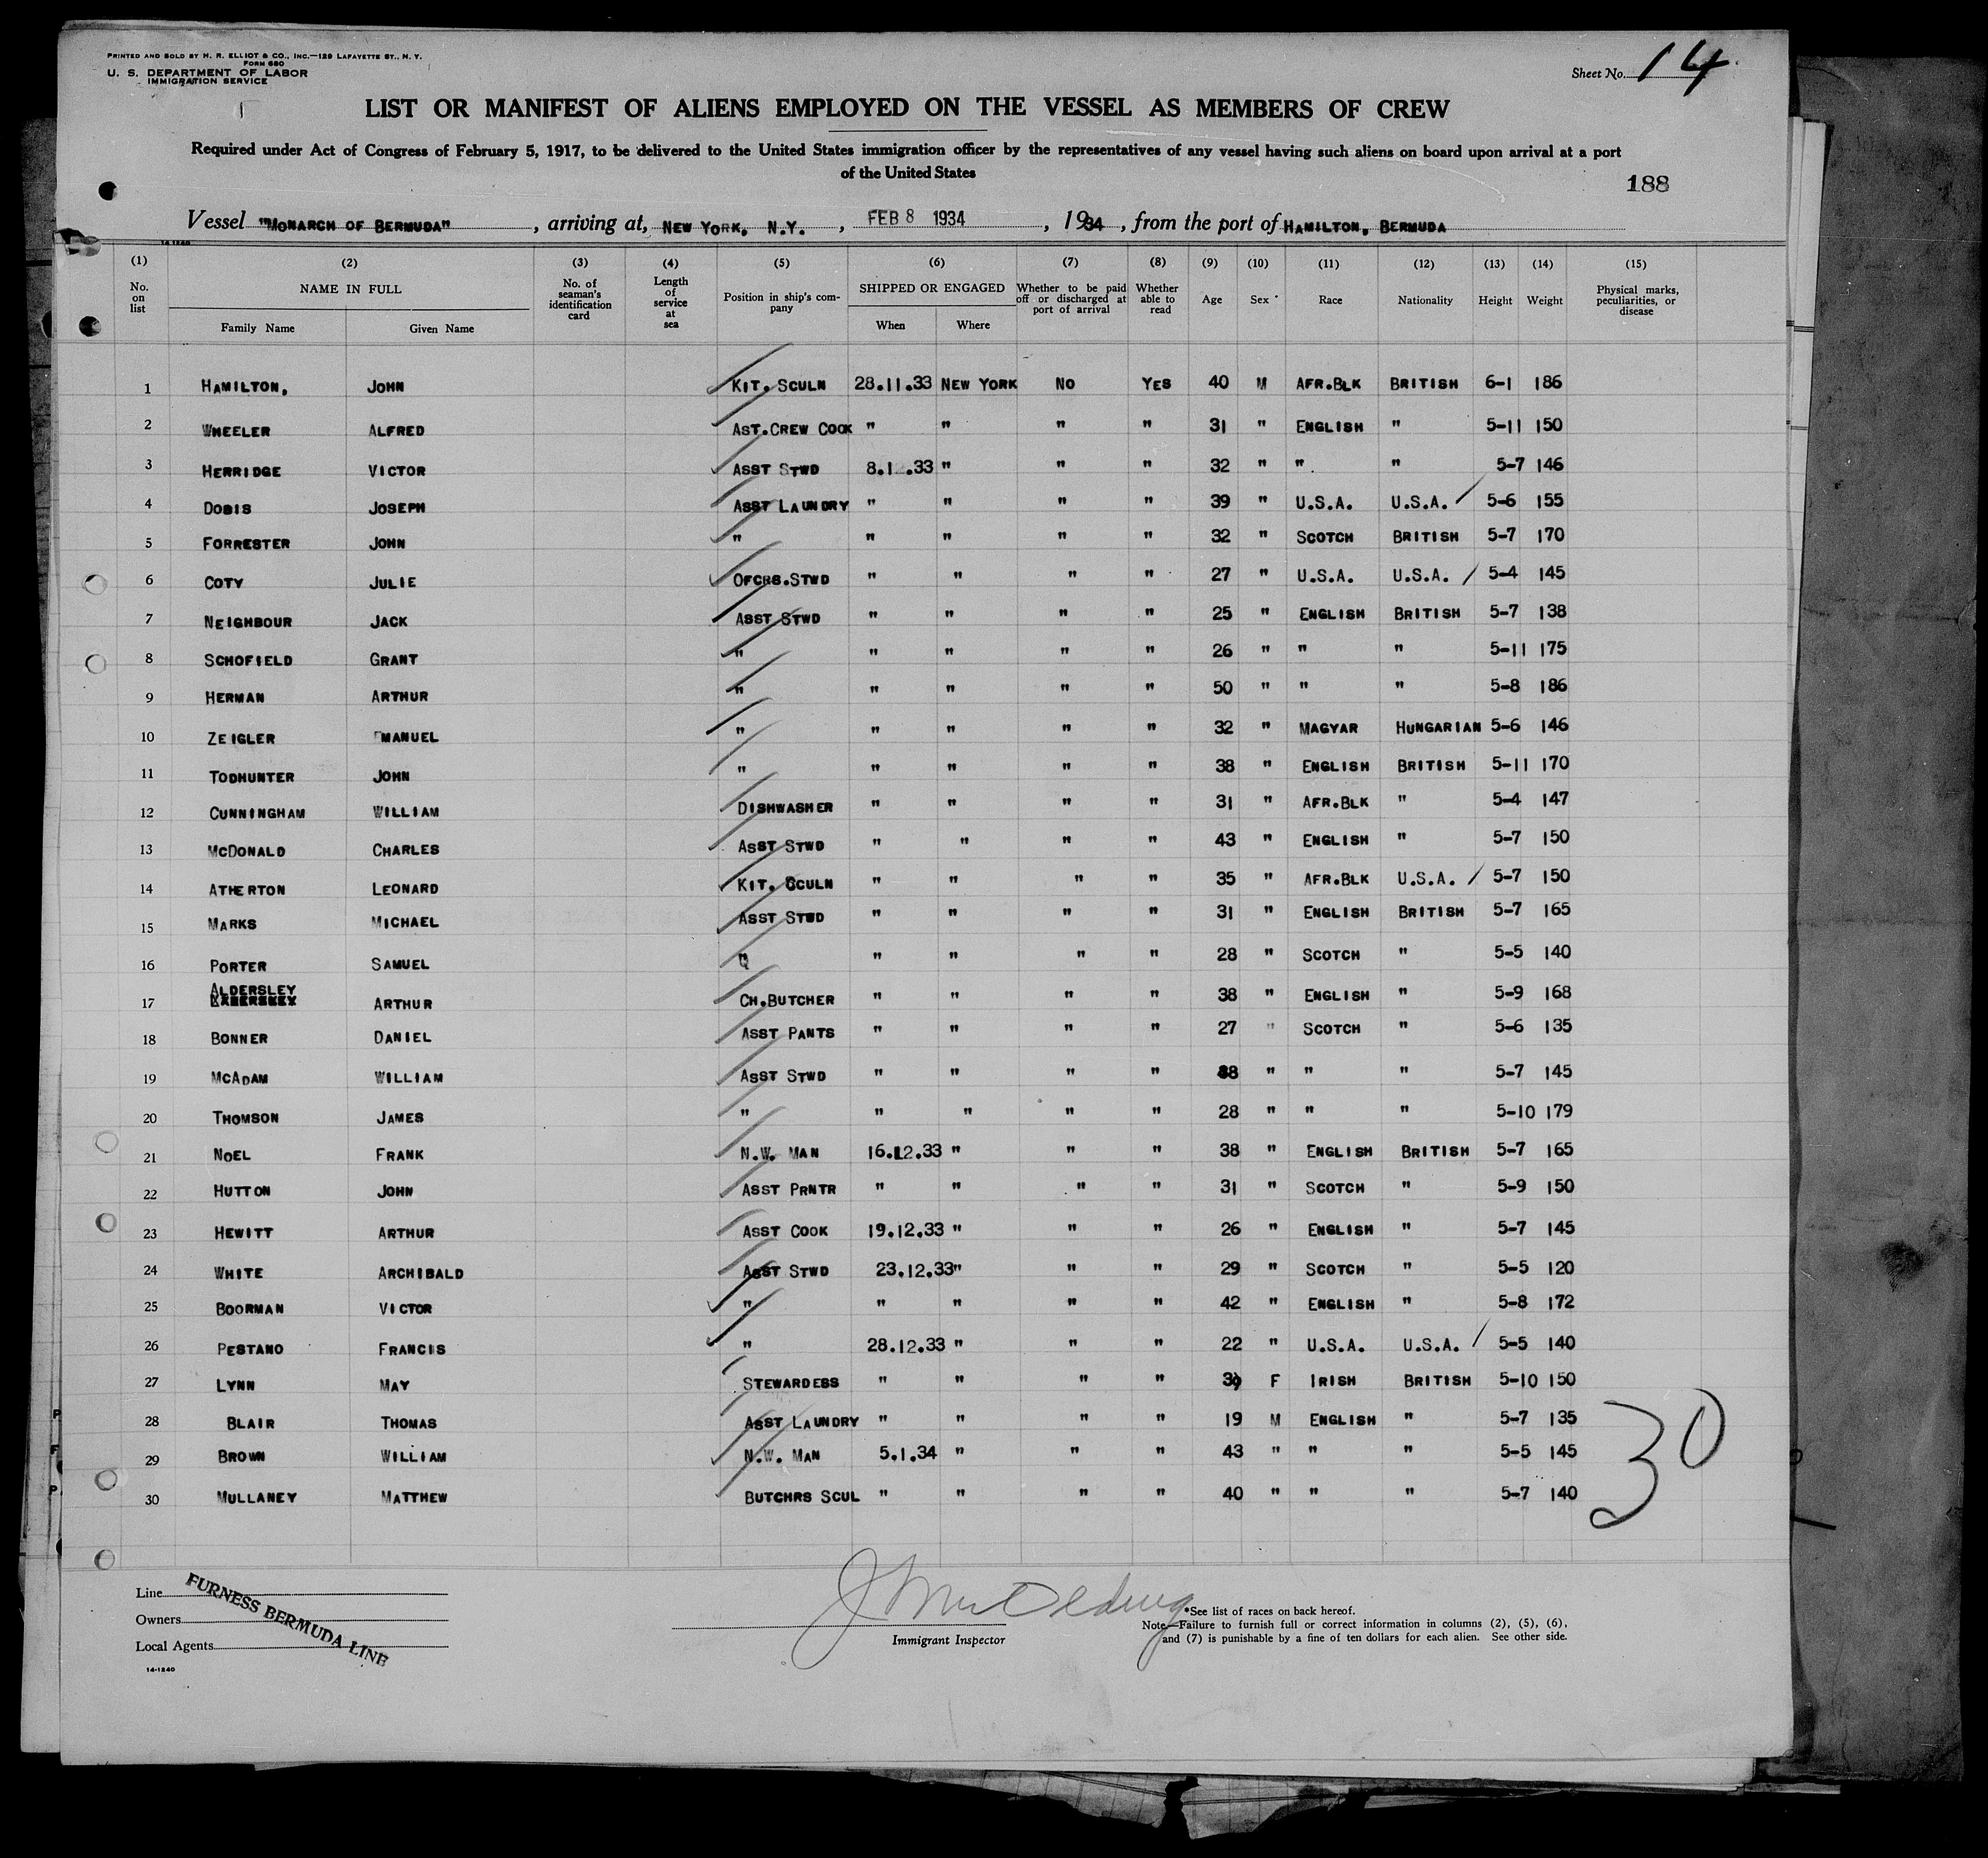 PRINTED AND SOLD BY H. R. ELLIOT & CO., INC.—129 LAFAYETTE ST., N. Y.
FORM 680
U. S. DEPARTMENT OF LABOR
IMMIGRATION SERVICE
Sheet No. 14
LIST OR MANIFEST OF ALIENS EMPLOYED ON THE VESSEL AS MEMBERS OF CREW
Required under Act of Congress of February 5, 1917, to be delivered to the United States immigration officer by the representatives of any vessel having such aliens on board upon arrival at a port
of the United States
188
Vessel "MONARCH OF BERMUDA", arriving at, NEW YORK, N.Y., FEB 8 1934, 1934, from the port of HAMILTON, BERMUDA
14-1240
(1) (2) (3) (4) (5) (6) (7) (8) (9) (10) (11) (12) (13) (14) (15)
No. on list NAME IN FULL Family Name Given Name No. of seaman's identification card Length of service at sea Position in ship's company SHIPPED OR ENGAGED When Where Whether to be paid off or discharged at port of arrival Whether able to read Age Sex Race* Nationality Height Weight Physical marks, peculiarities, or disease
1 HAMILTON, JOHN KIT. SCULN 28.11.33 NEW YORK NO YES 40 M AFR.BLK BRITISH 6-1 186
2 WHEELER ALFRED AST.CREW COOK " " " " 31 " ENGLISH " 5-11 150
3 HERRIDGE VICTOR ASST STWD 8.12.33 " " " 32 " " " 5-7 146
4 DOBIS JOSEPH ASST LAUNDRY " " " " 39 " U.S.A. U.S.A. 5-6 155
5 FORRESTER JOHN " " " " " 32 " SCOTCH BRITISH 5-7 170
6 COTY JULIE OFCRS.STWD " " " " 27 " U.S.A. U.S.A. 5-4 145
7 NEIGHBOUR JACK ASST STWD " " " " 25 " ENGLISH BRITISH 5-7 138
8 SCHOFIELD GRANT " " " " " 26 " " " 5-11 175
9 HERMAN ARTHUR " " " " " 50 " " " 5-8 186
10 ZEIGLER EMANUEL " " " " " 32 " MAGYAR HUNGARIAN 5-6 146
11 TODHUNTER JOHN " " " " " 38 " ENGLISH BRITISH 5-11 170
12 CUNNINGHAM WILLIAM DISHWASHER " " " " 31 " AFR.BLK " 5-4 147
13 MCDONALD CHARLES ASST STWD " " " " 43 " ENGLISH " 5-7 150
14 ATHERTON LEONARD KIT. SCULN " " " " 35 " AFR.BLK U.S.A. 5-7 150
15 MARKS MICHAEL ASST STWD " " " " 31 " ENGLISH BRITISH 5-7 165
16 PORTER SAMUEL " " " " " 28 " SCOTCH " 5-5 140
17 ALDERSLEY ARTHUR CH.BUTCHER " " " " 38 " ENGLISH " 5-9 168
18 BONNER DANIEL ASST PANTS " " " " 27 " SCOTCH " 5-6 135
19 MCADAM WILLIAM ASST STWD " " " " " " " 5-7 145
20 THOMSON JAMES " " " " " 28 " " " 5-10 179
21 NOEL FRANK N.W. MAN 16.12.33 " " " 38 " ENGLISH BRITISH 5-7 165
22 HUTTON JOHN ASST PRNTR " " " " 31 " SCOTCH " 5-9 150
23 HEWITT ARTHUR ASST COOK 19.12.33 " " " 26 " ENGLISH " 5-7 145
24 WHITE ARCHIBALD ASST STWD 23.12.33 " " " 29 " SCOTCH " 5-5 120
25 BOORMAN VICTOR " " " " " 42 " ENGLISH " 5-8 172
26 PESTANO FRANCIS " 28.12.33 " " " 22 " U.S.A. U.S.A. 5-5 140
27 LYNN MAY STEWARDESS " " " " 39 F IRISH BRITISH 5-10 150
28 BLAIR THOMAS ASST LAUNDRY " " " " 19 M ENGLISH " 5-7 135
29 BROWN WILLIAM N.W. MAN 5.1.34 " " " 43 " " " 5-5 145
30 MULLANEY MATTHEW BUTCHRS SCUL " " " " 40 " " " 5-7 140
30
Line
Owners
Local Agents
FURNESS BERMUDA LINE
14-1240
Immigrant Inspector
*See list of races on back hereof.
Note—Failure to furnish full or correct information in columns (2), (5), (6),
and (7) is punishable by a fine of ten dollars for each alien. See other side.